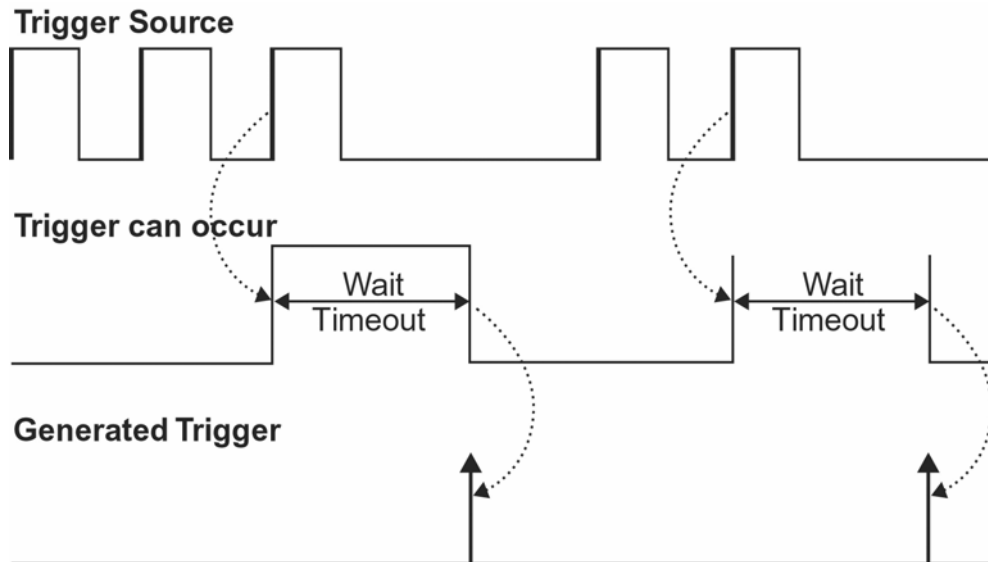 Trigger Source
Trigger can occur
Wait
Timeout
Wait
Timeout
Generated Trigger